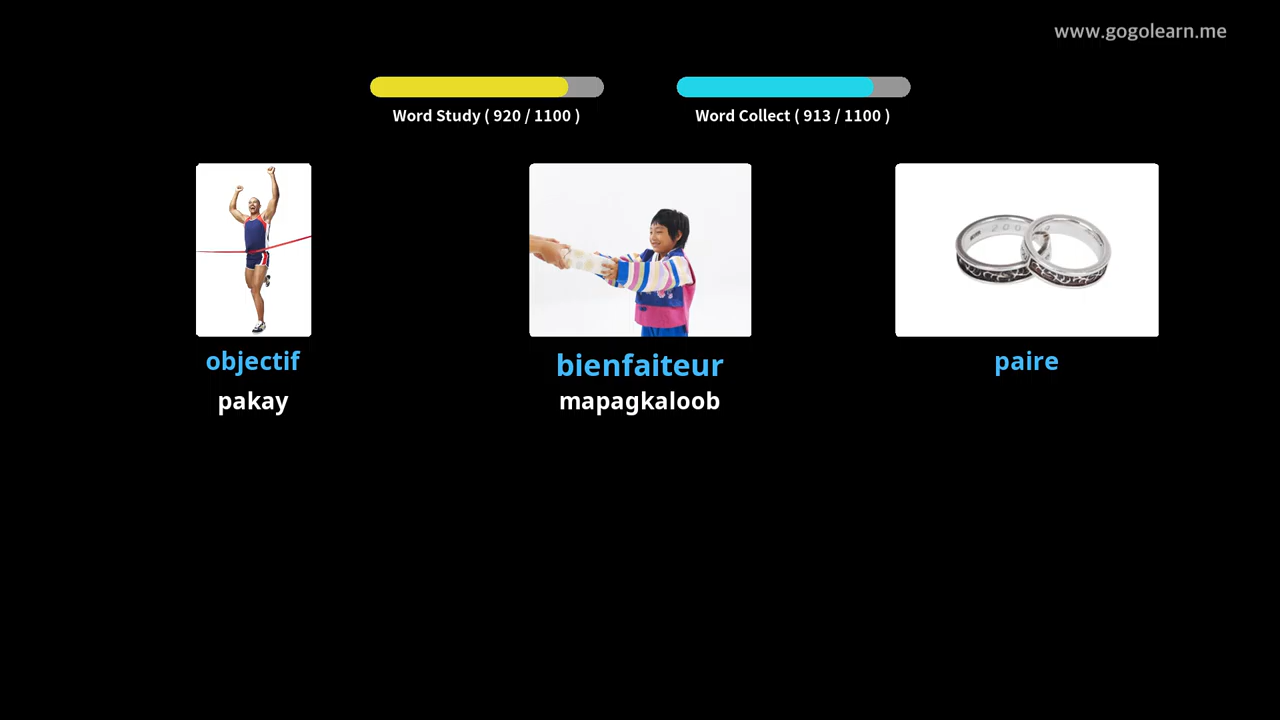 www.gogolearn.me
Word Study ( 920 / 1100 )
Word Collect ( 913 / 1100 )
objectif
bienfaiteur
paire
pakay
mapagkaloob